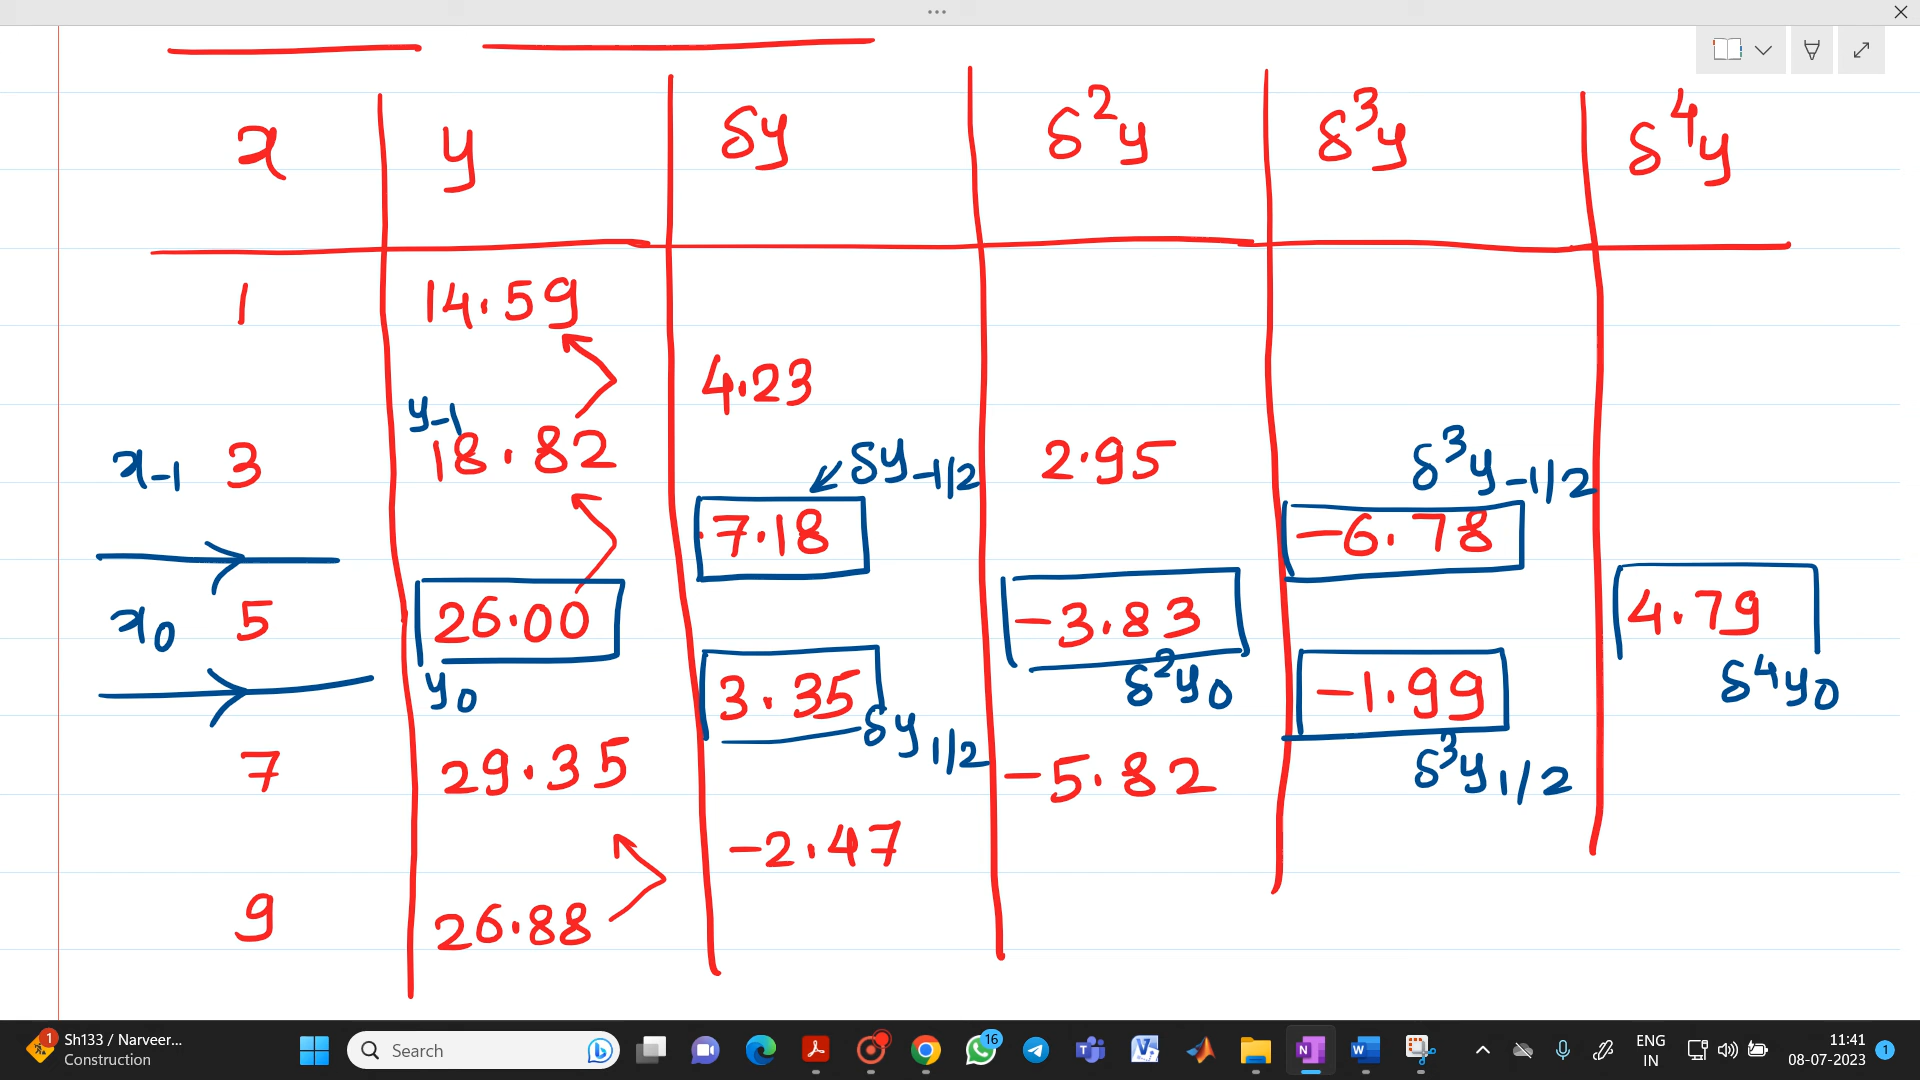 x y δy δ²y δ³y δ⁴y
1 14.59
4.23
y₋₁
x₋₁ 3 18.82 δy₋₁/₂ 2.95 δ³y₋₁/₂
7.18 -6.78
x₀ 5 26.00 -3.83 4.79
y₀ 3.35 δy₁/₂ δ²y₀ -1.99 δ⁴y₀
7 29.35 -5.82 δ³y₁/₂
-2.47
9 26.88
1 Sh133 / Narveer...
Construction
Search
16
ENG
IN
11:41
08-07-2023
1